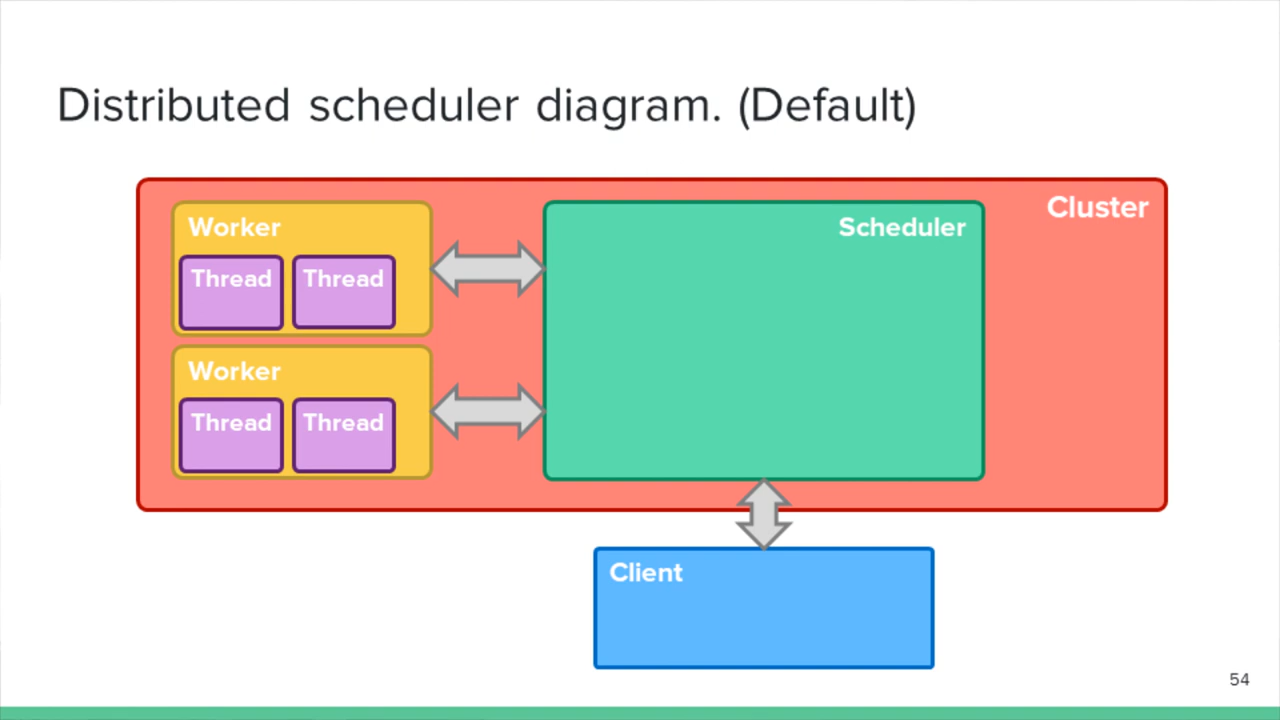 Distributed scheduler diagram. (Default)
Cluster
Worker
Scheduler
Thread
Thread
Worker
Thread
Thread
Client
54